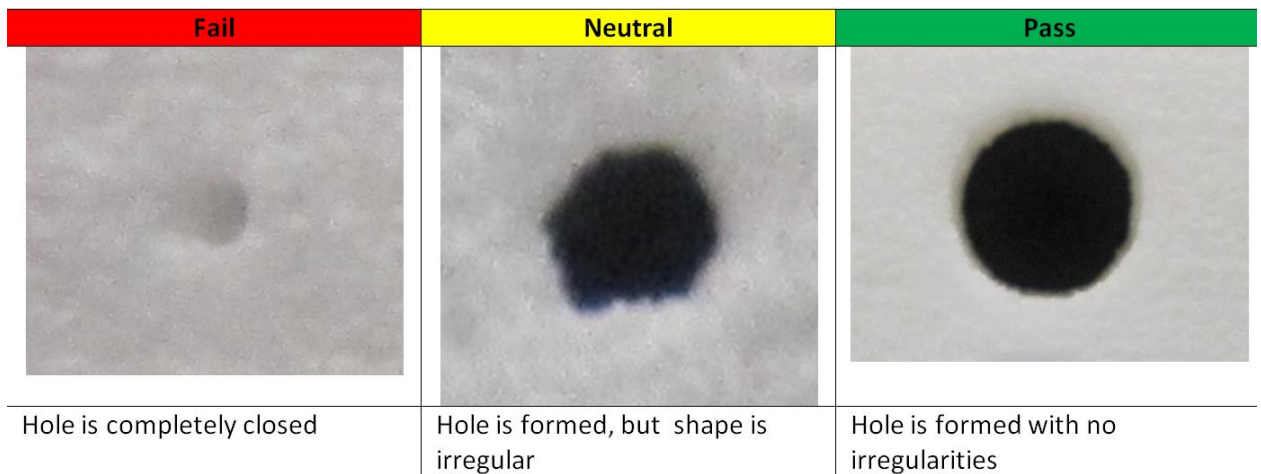 Fail
Neutral
Pass
Hole is completely closed
Hole is formed, but shape is
irregular
Hole is formed with no
irregularities